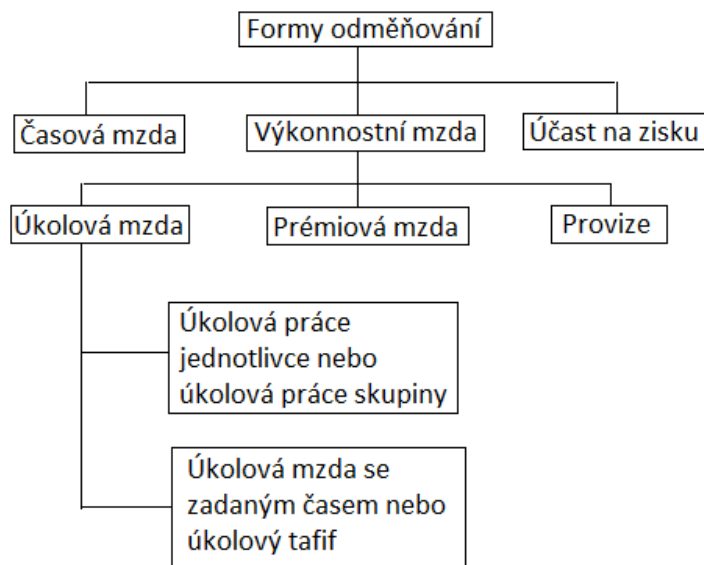 Formy odměňování
Časová mzda
Výkonnostní mzda
Účast na zisku
Úkolová mzda
Prémiová mzda
Provize
Úkolová práce
jednotlivce nebo
úkolová práce skupiny
Úkolová mzda se
zadaným časem nebo
úkolový tafif